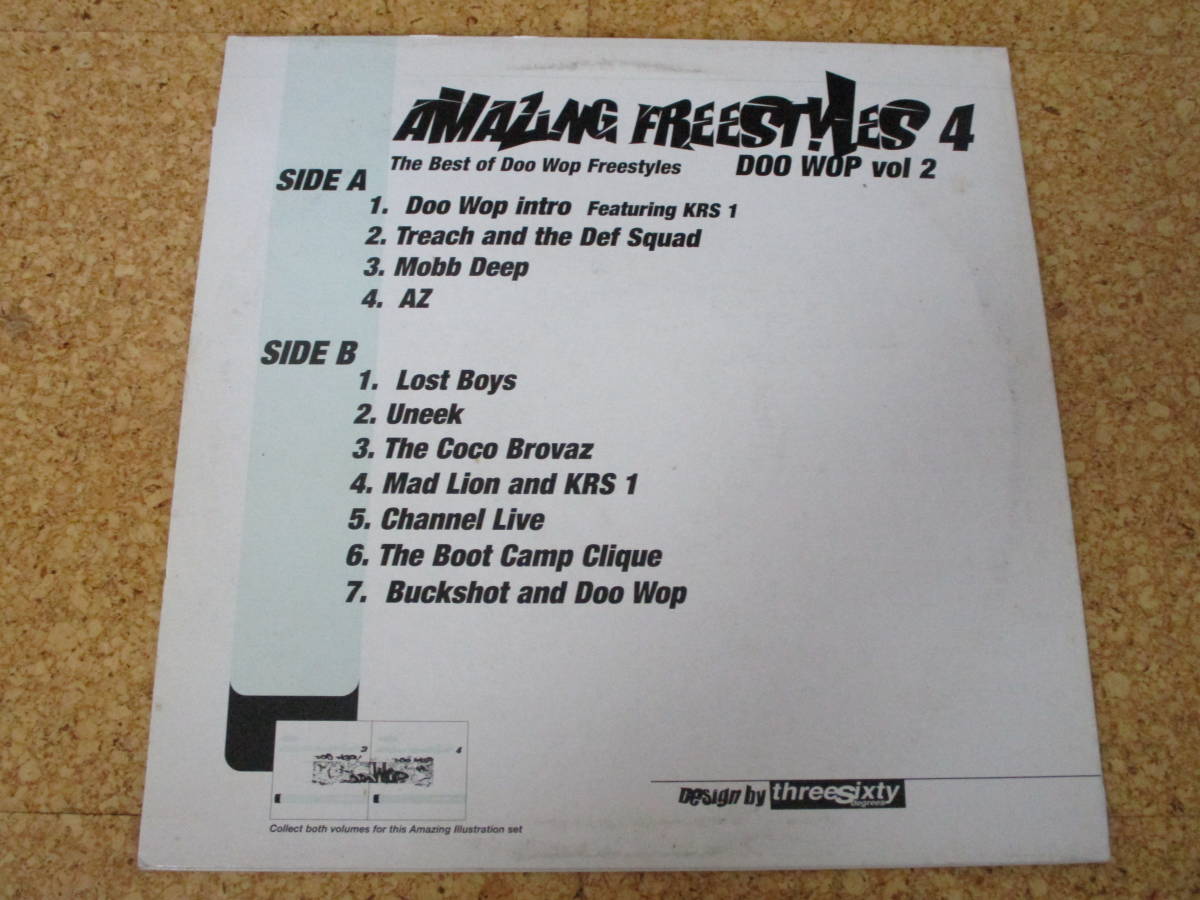 AMAZING FREESTYLES 4
The Best of Doo Wop Freestyles DOO WOP vol 2
SIDE A
1. Doo Wop intro Featuring KRS 1
2. Treach and the Def Squad
3. Mobb Deep
4. AZ
SIDE B
1. Lost Boys
2. Uneek
3. The Coco Brovaz
4. Mad Lion and KRS 1
5. Channel Live
6. The Boot Camp Clique
7. Buckshot and Doo Wop
3 4
DOO WOP
Collect both volumes for this Amazing Illustration set
Design by threesixty
Degrees